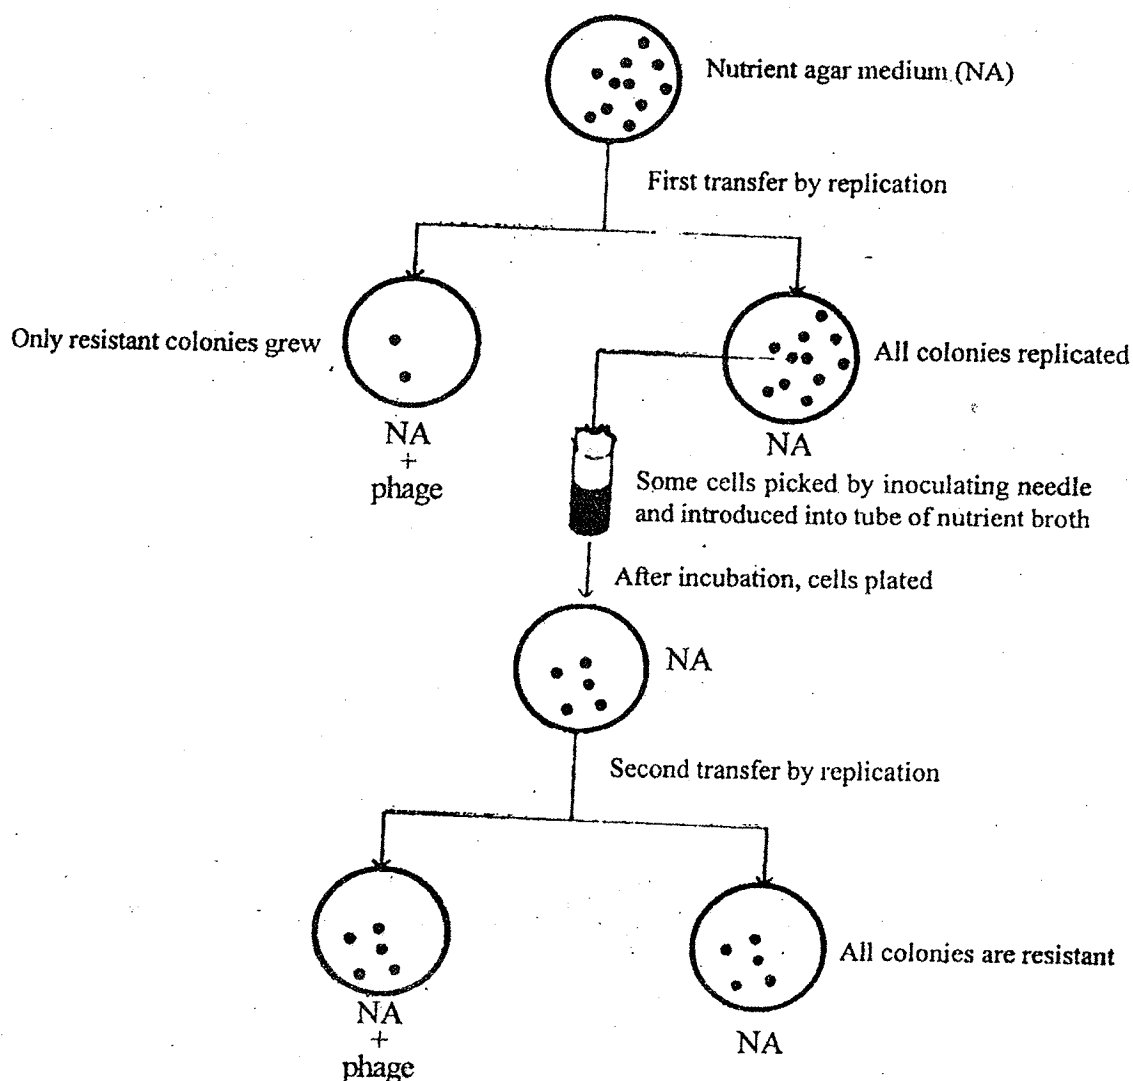 Nutrient agar medium (NA)
First transfer by replication
Only resistant colonies grew
All colonies replicated
NA
+
phage
NA
Some cells picked by inoculating needle
and introduced into tube of nutrient broth
After incubation, cells plated
NA
Second transfer by replication
All colonies are resistant
NA
+
phage
NA